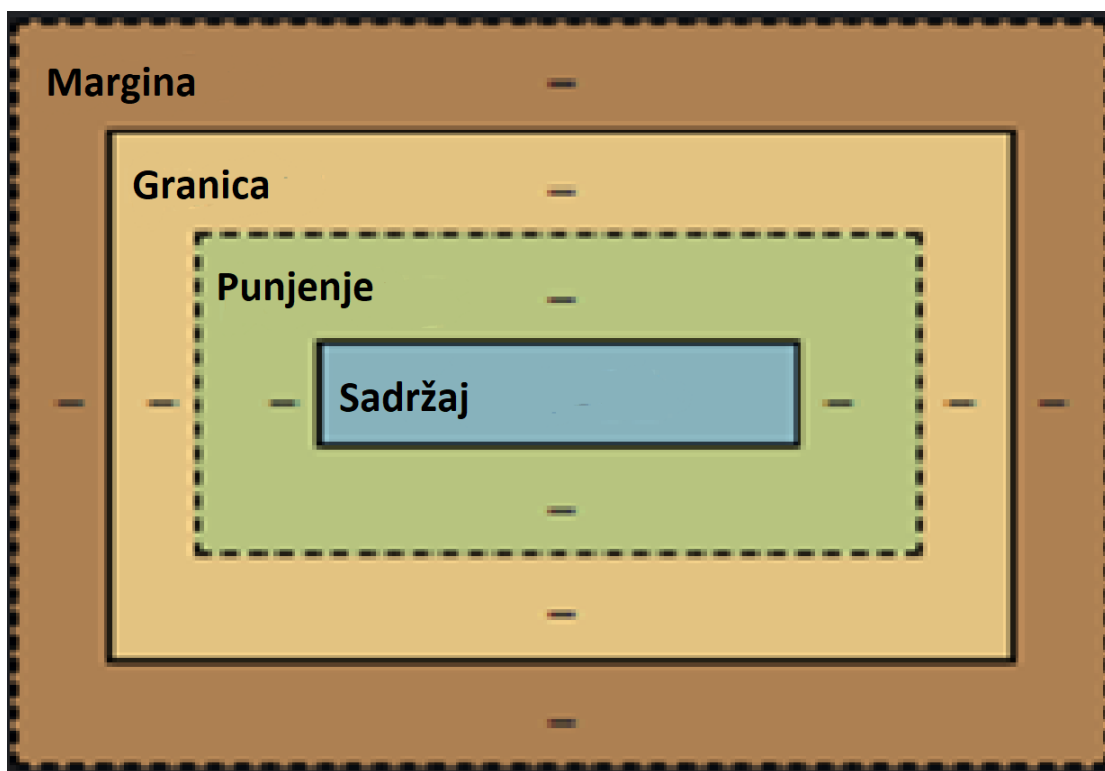 Margina
–
Granica
–
Punjenje
–
– – – Sadržaj – – – –
–
–
–